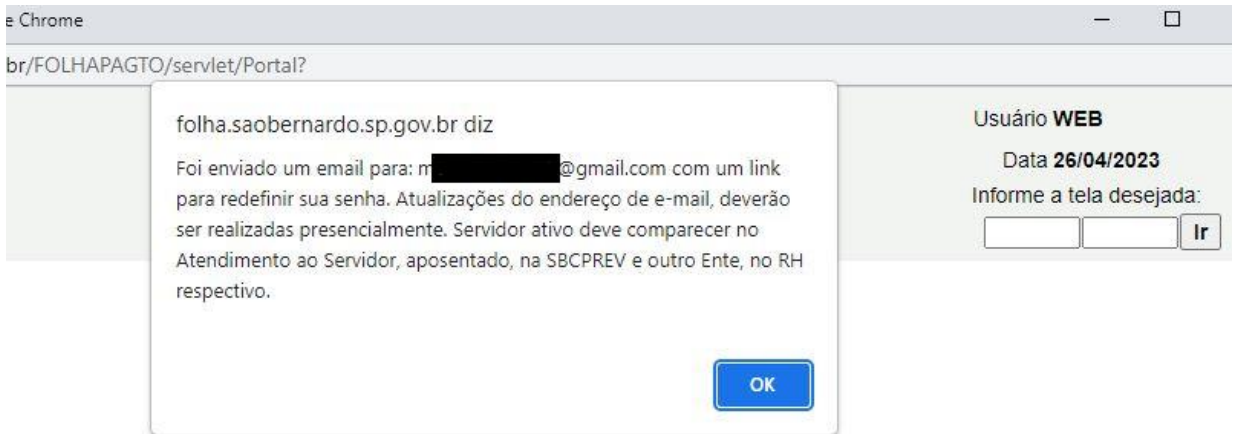 e Chrome
br/FOLHAPAGTO/servlet/Portal?
folha.saobernardo.sp.gov.br diz
Foi enviado um email para: m @gmail.com com um link
para redefinir sua senha. Atualizações do endereço de e-mail, deverão
ser realizadas presencialmente. Servidor ativo deve comparecer no
Atendimento ao Servidor, aposentado, na SBCPREV e outro Ente, no RH
respectivo.
OK
Usuário WEB
Data 26/04/2023
Informe a tela desejada:
Ir